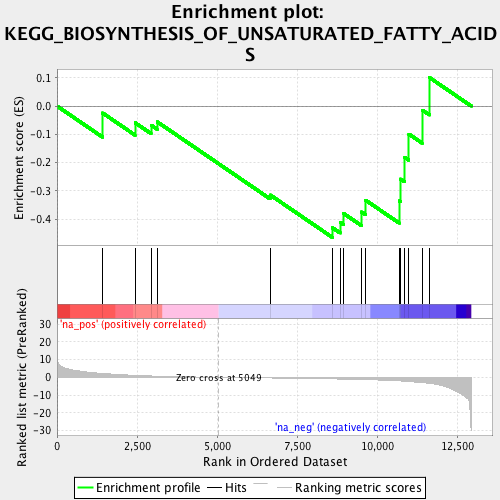 Enrichment plot:
KEGG_BIOSYNTHESIS_OF_UNSATURATED_FATTY_ACID
S
Enrichment score (ES)
0.1
0.0
-0.1
-0.2
-0.3
-0.4
'na_pos' (positively correlated)
Ranked list metric (PreRanked)
30
20
10
0
-10
-20
-30
Zero cross at 5049
'na_neg' (negatively correlated)
0
2,500
5,000
7,500
10,000
12,500
Rank in Ordered Dataset
Enrichment profile
Hits
Ranking metric scores